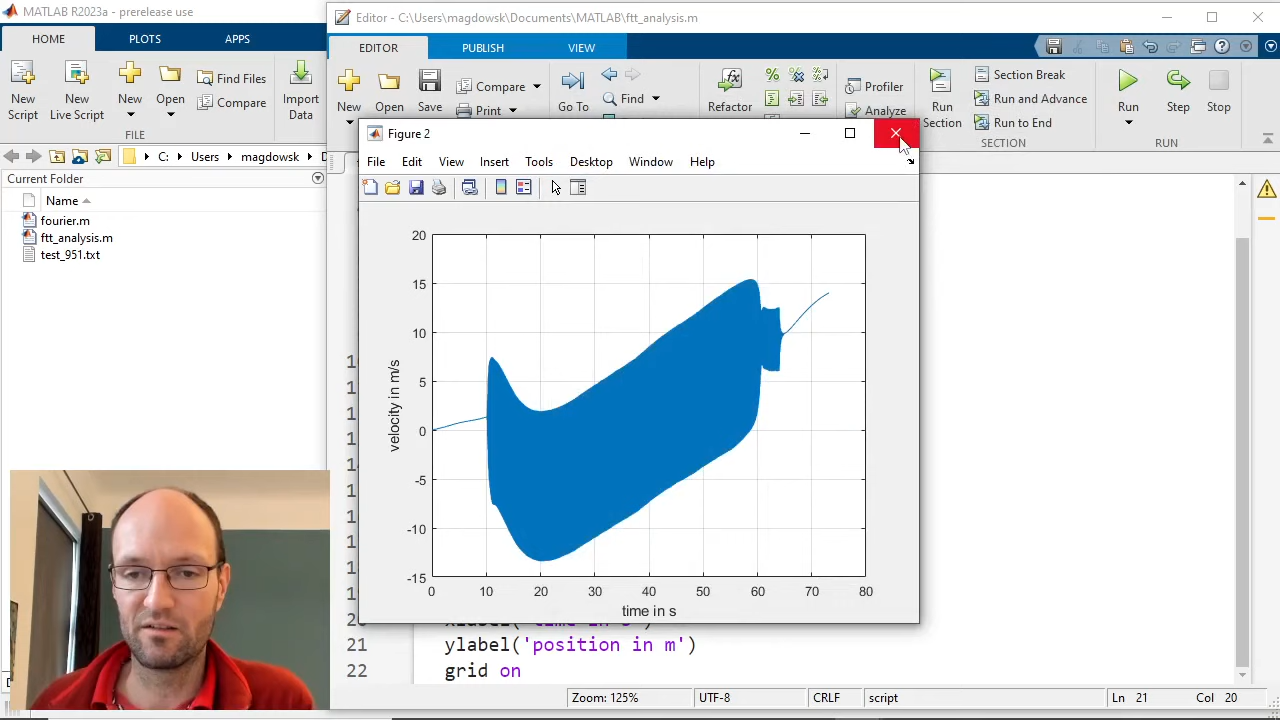 MATLAB R2023a - prerelease use
HOME PLOTS APPS
New Script
New Live Script
New
Open
Find Files
Compare
Import Data
FILE
C: Users magdowsk
Current Folder
Name
fourier.m
ftt_analysis.m
test_951.txt
Editor - C:\Users\magdowsk\Documents\MATLAB\ftt_analysis.m
EDITOR PUBLISH VIEW
New
Open
Save
Compare
Print
Go To
Find
Refactor
Profiler
Analyze
Run Section
Section Break
Run and Advance
Run to End
SECTION
Run
Step
Stop
RUN
Figure 2
File Edit View Insert Tools Desktop Window Help
20
15
10
5
0
-5
-10
-15
velocity in m/s
0 10 20 30 40 50 60 70 80
time in s
21 ylabel('position in m')
22 grid on
Zoom: 125% UTF-8 CRLF script Ln 21 Col 20